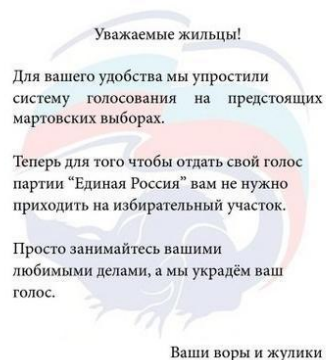 Уважаемые жильцы!
Для вашего удобства мы упростили
систему голосования на предстоящих
мартовских выборах.
Теперь для того чтобы отдать свой голос
партии “Единая Россия” вам не нужно
приходить на избирательный участок.
Просто занимайтесь вашими
любимыми делами, а мы украдём ваш
голос.
Ваши воры и жулики